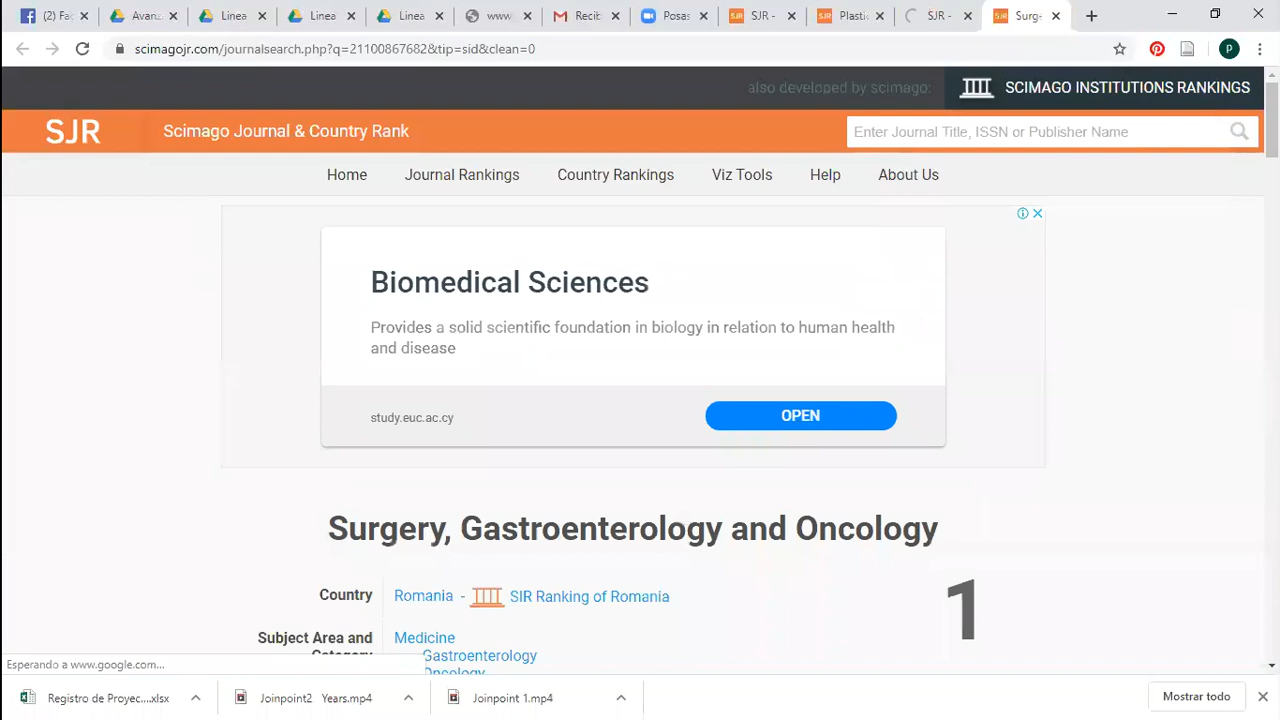 (2) Fa
Avanz
Linea
Linea
Linea
www
Recib
Posas
SJR -
Plastic
SJR -
Surg-
scimagojr.com/journalsearch.php?q=21100867682&tip=sid&clean=0
P
also developed by scimago:
SCIMAGO INSTITUTIONS RANKINGS
SJR
Scimago Journal & Country Rank
Enter Journal Title, ISSN or Publisher Name
Home
Journal Rankings
Country Rankings
Viz Tools
Help
About Us
Biomedical Sciences
Provides a solid scientific foundation in biology in relation to human health
and disease
study.euc.ac.cy
OPEN
Surgery, Gastroenterology and Oncology
Country
Romania - SIR Ranking of Romania
1
Subject Area and
Category
Medicine
Gastroenterology
Oncology
Esperando a www.google.com...
Registro de Proyec....xlsx
Joinpoint2 Years.mp4
Joinpoint 1.mp4
Mostrar todo